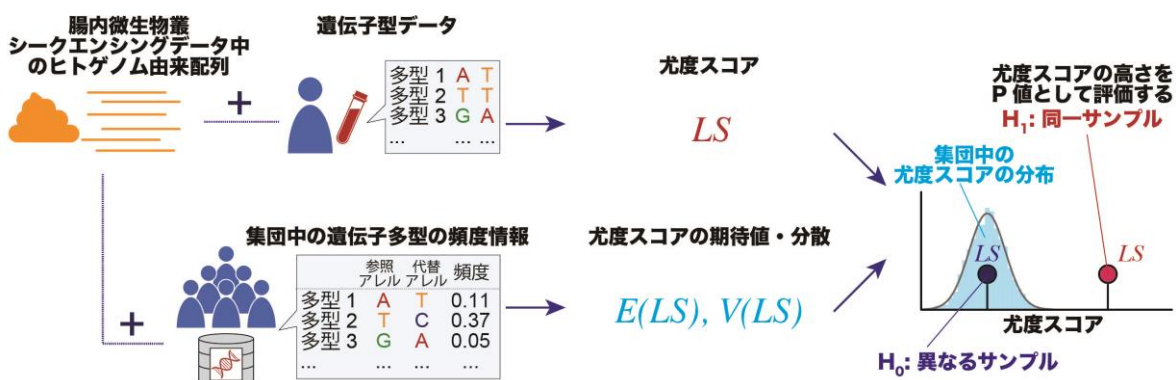 腸内微生物叢
シークエンシングデータ中
のヒトゲノム由来配列
+
遺伝子型データ
多型 1 A T
多型 2 T T
多型 3 G A
... ... ...
尤度スコア
LS
尤度スコアの高さを
P 値として評価する
H₁: 同一サンプル
集団中の
尤度スコアの分布
LS
LS
尤度スコア
H₀: 異なるサンプル
+
集団中の遺伝子多型の頻度情報
参照アレル 代替アレル 頻度
多型 1 A T 0.11
多型 2 T C 0.37
多型 3 G A 0.05
... ... ... ...
尤度スコアの期待値・分散
E(LS), V(LS)